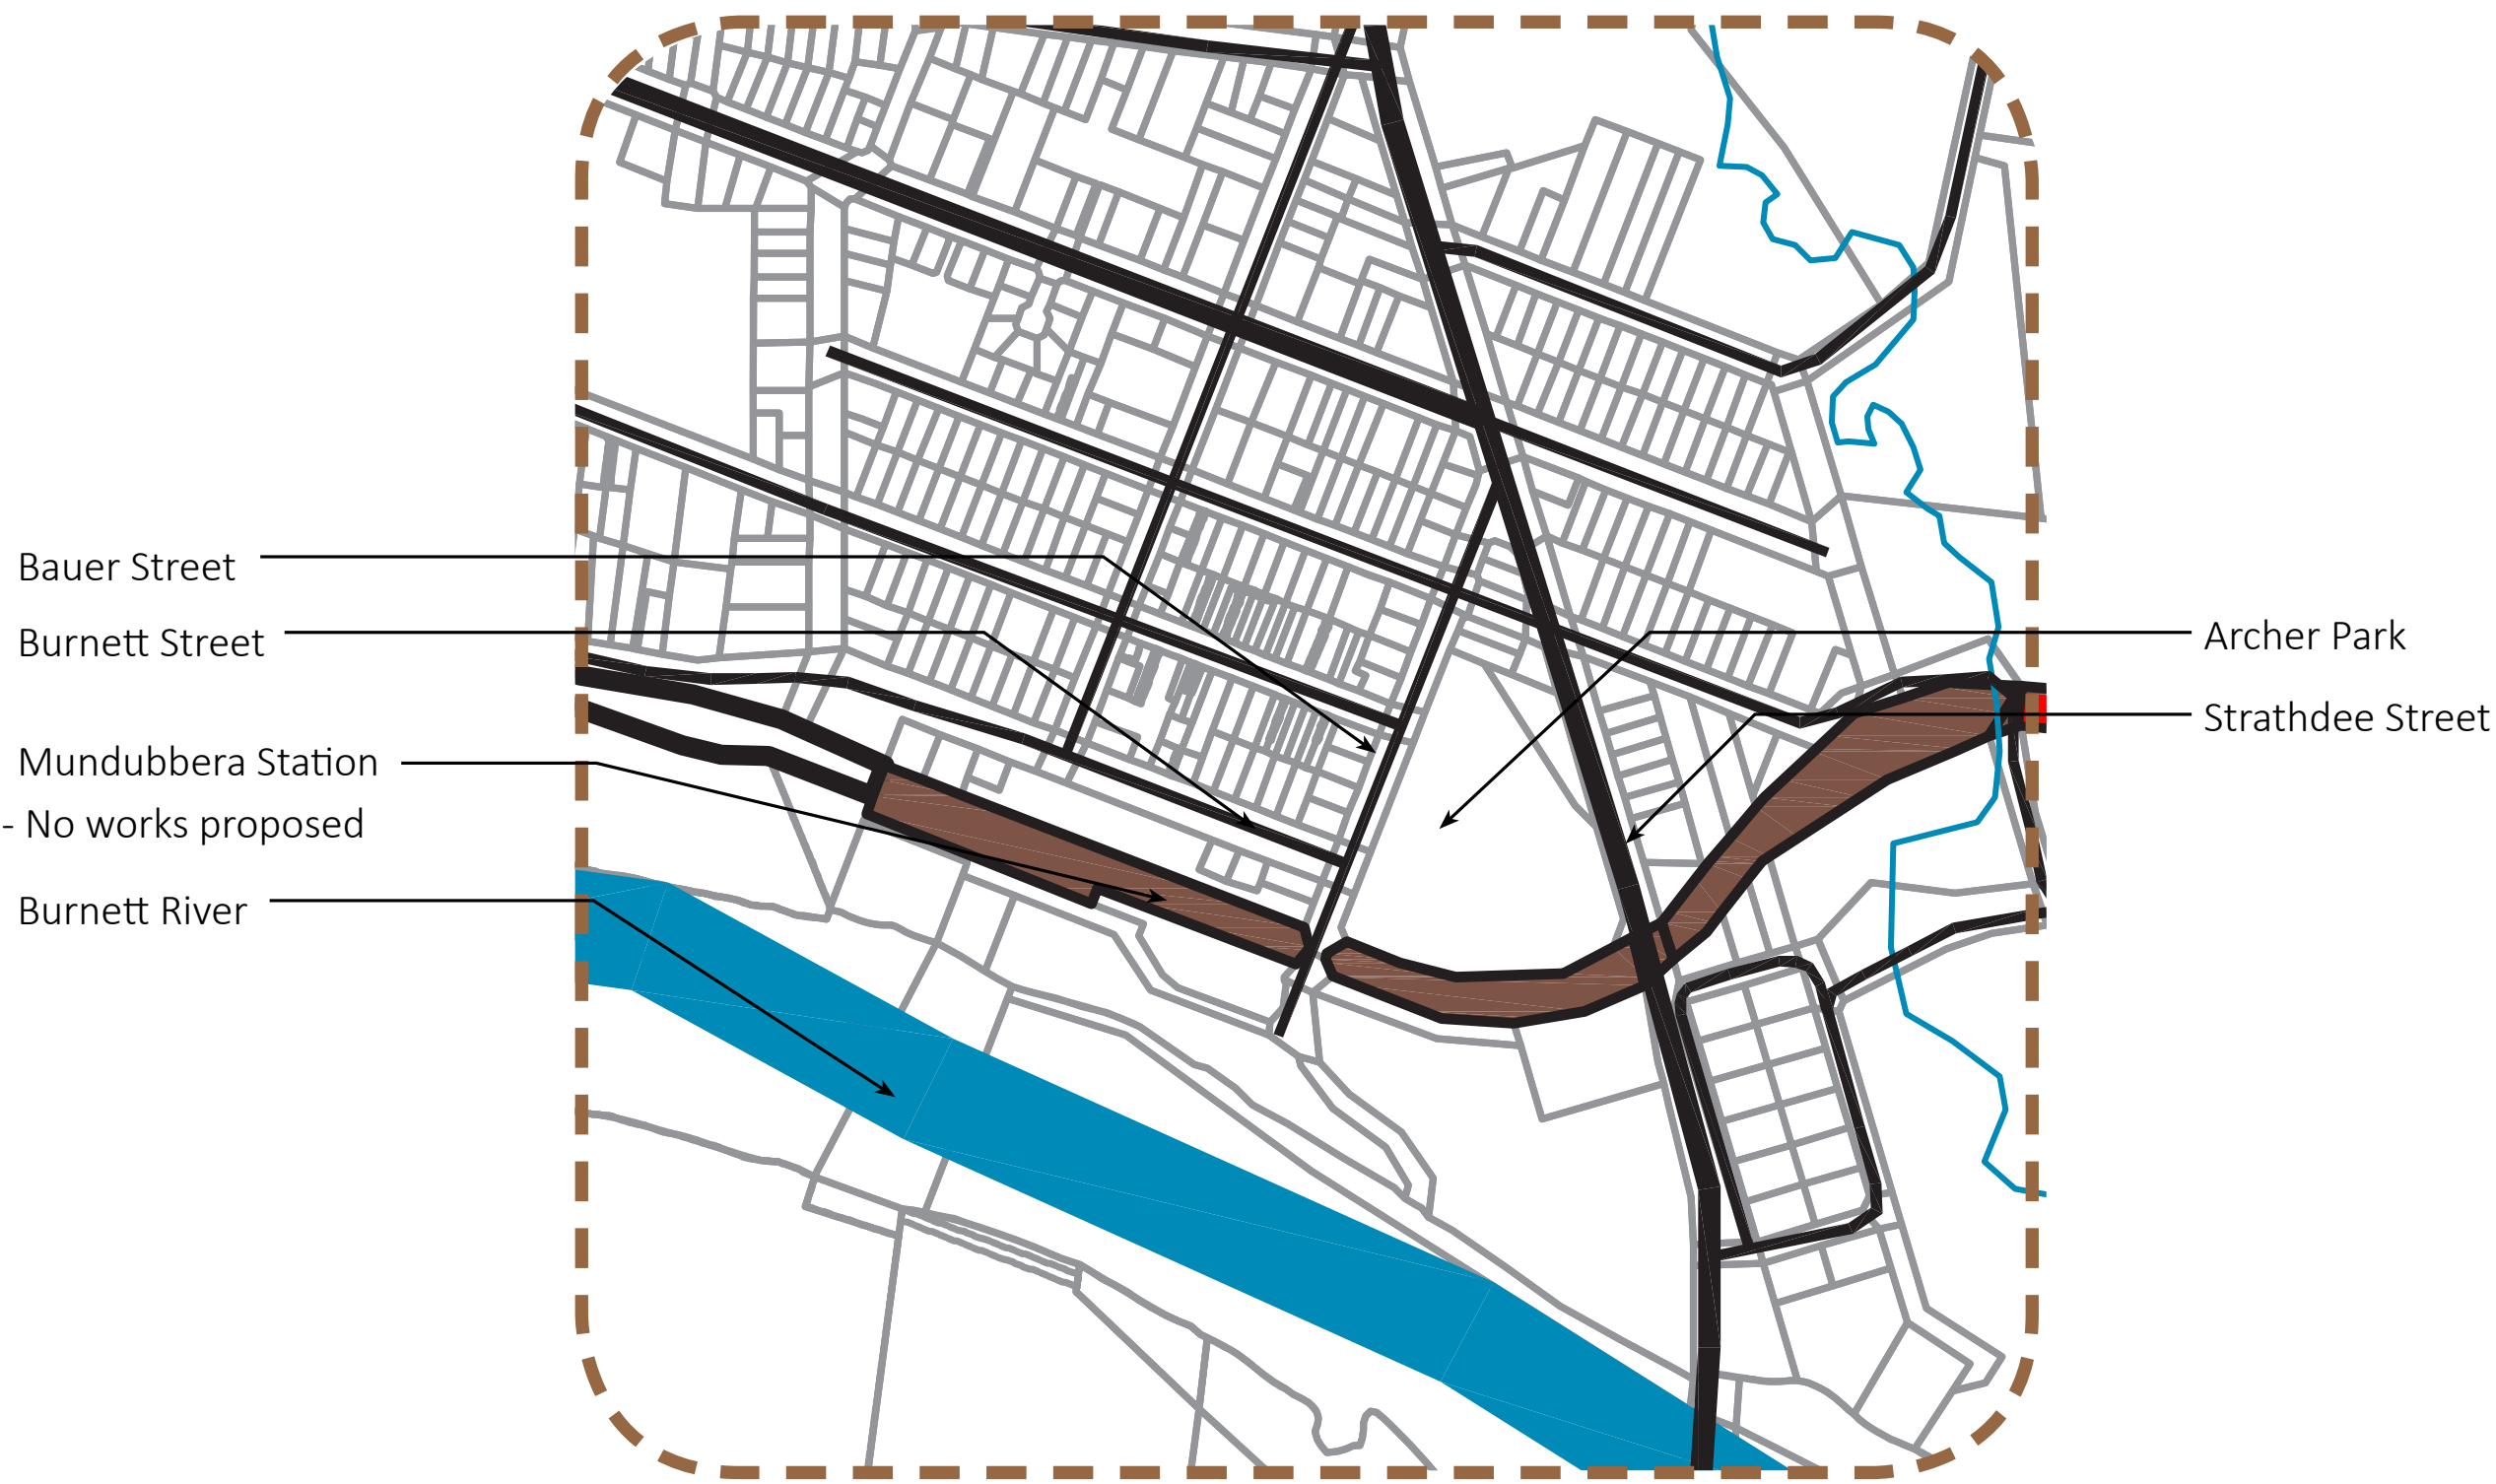 Bauer Street
Burnett Street
Mundubbera Station
- No works proposed
Burnett River
Archer Park
Strathdee Street